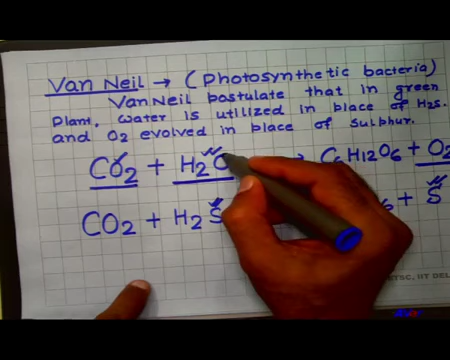 Van Neil → (Photosynthetic bacteria)
Van Neil postulate that in green
Plant, water is utilized in place of H2S.
and O2 evolved in place of Sulphur.
CO2 + H2O → C6H12O6 + O2
CO2 + H2S 6 + S